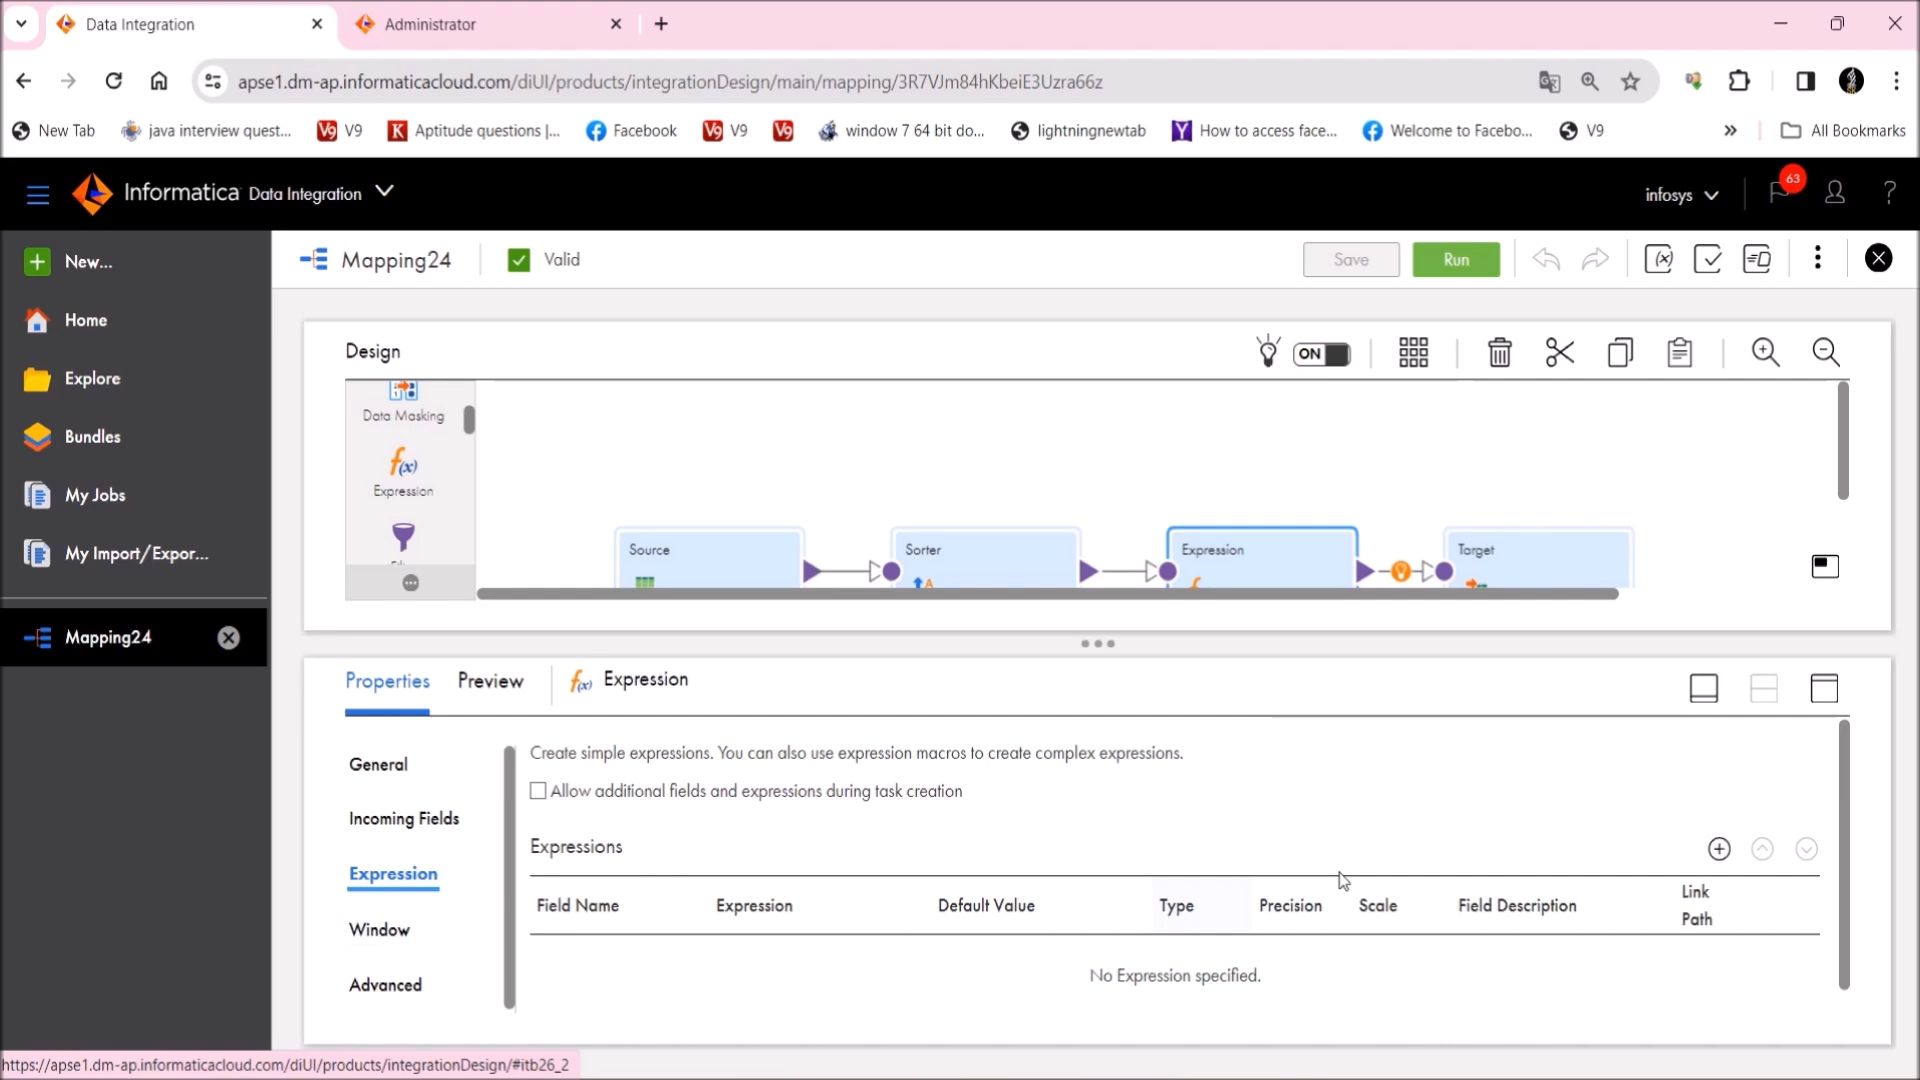 Data Integration
Administrator
apse1.dm-ap.informaticacloud.com/diUI/products/integrationDesign/main/mapping/3R7VJm84hKbeiE3Uzra66z
New Tab java interview quest... V9 Aptitude questions |... Facebook V9 window 7 64 bit do... lightningnewtab How to access face... Welcome to Facebo... V9 » All Bookmarks
Informatica Data Integration
infosys
63
?
New...
Home
Explore
Bundles
My Jobs
My Import/Expor...
Mapping24
Mapping24
Valid
Save
Run
Design
ON
Data Masking
f(x)
Expression
Source
Sorter
Expression
Target
Properties
Preview
f(x) Expression
General
Incoming Fields
Expression
Window
Advanced
Create simple expressions. You can also use expression macros to create complex expressions.
Allow additional fields and expressions during task creation
Expressions
Field Name Expression Default Value Type Precision Scale Field Description Link Path
No Expression specified.
https://apse1.dm-ap.informaticacloud.com/diUI/products/integrationDesign/#itb26_2